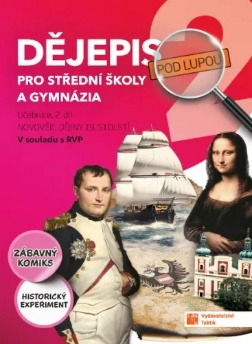 DĚJEPIS
POD LUPOU
2
PRO STŘEDNÍ ŠKOLY
A GYMNÁZIA
Učebnice, 2. díl
NOVOVĚK, DĚJINY 19. STOLETÍ
V souladu s RVP
ZÁBAVNÝ
KOMIKS
HISTORICKÝ
EXPERIMENT
Vydavatelství
Taktik